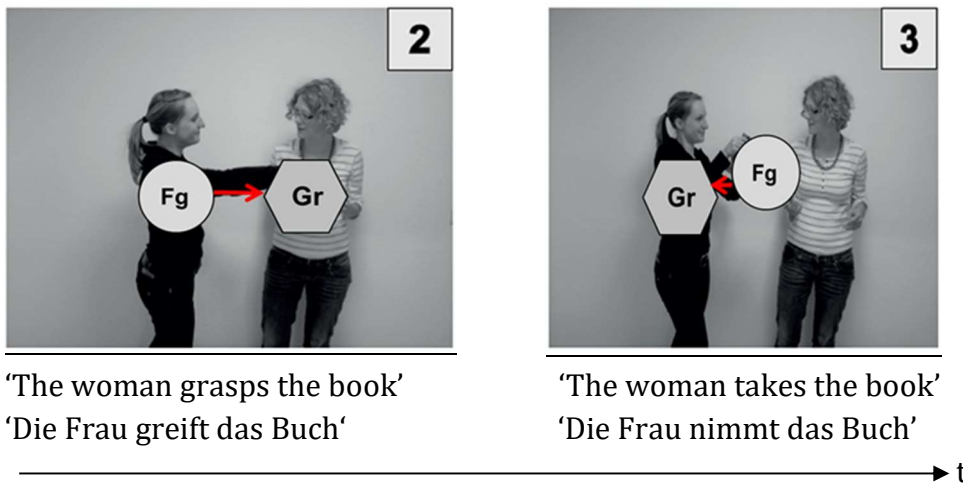 2
3
Fg
Gr
Gr
Fg
‘The woman grasps the book’
‘Die Frau greift das Buch‘
‘The woman takes the book’
‘Die Frau nimmt das Buch’
t